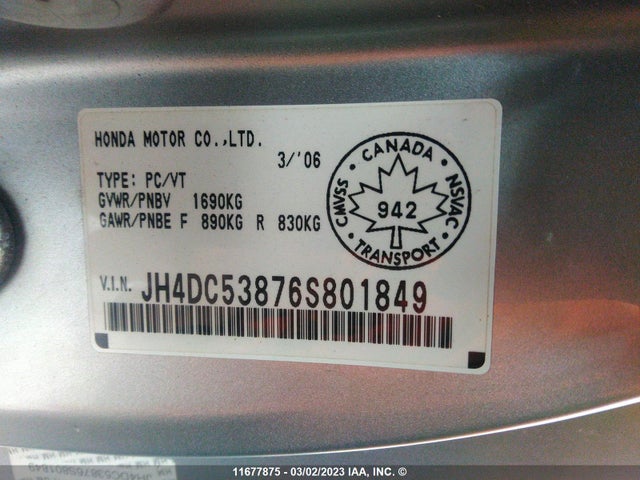 HONDA MOTOR CO.,LTD.
3/'06
TYPE: PC/VT
GVWR/PNBV 1690KG
GAWR/PNBE F 890KG R 830KG
CANADA
CMVSS
NSVAC
942
TRANSPORT
V.I.N. JH4DC53876S801849
JH4DC53876S801849
11677875 - 03/02/2023 IAA, Inc. ©